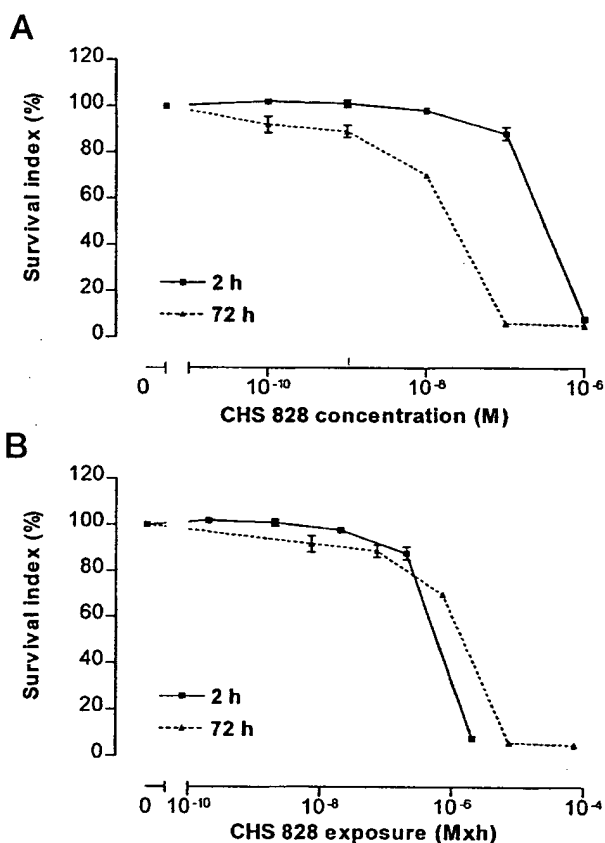 A
Survival index (%)
120
100
80
60
40
20
0
2 h
72 h
0
10⁻¹⁰
10⁻⁸
10⁻⁶
CHS 828 concentration (M)
B
Survival index (%)
120
100
80
60
40
20
0
2 h
72 h
0
10⁻¹⁰
10⁻⁸
10⁻⁶
10⁻⁴
CHS 828 exposure (Mxh)